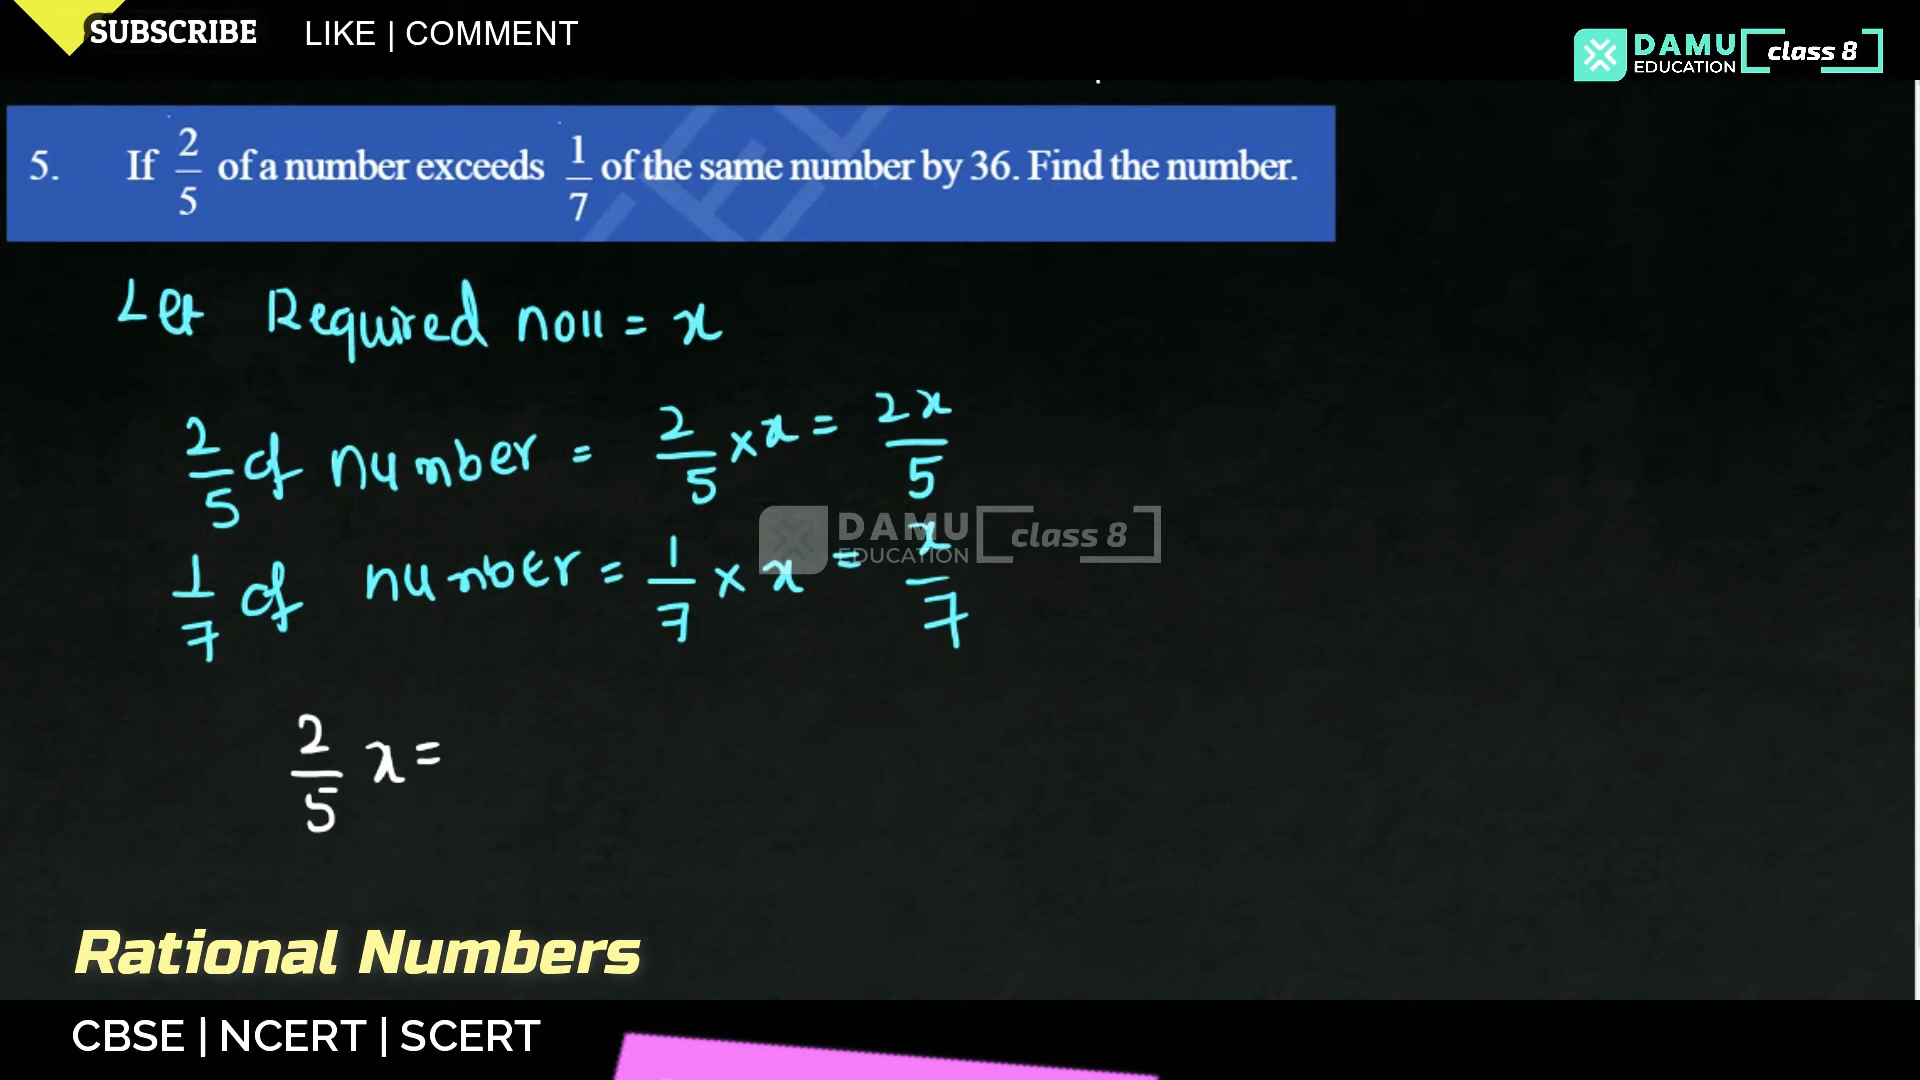 SUBSCRIBE LIKE | COMMENT
DAMU EDUCATION class 8
5. If 2/5 of a number exceeds 1/7 of the same number by 36. Find the number.
Let Required no11 = x
2/5 of number = 2/5 × x = 2x/5
DAMU EDUCATION class 8
1/7 of number = 1/7 × x = x/7
2/5 x =
Rational Numbers
CBSE | NCERT | SCERT